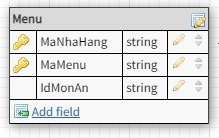 Menu
MaNhaHang string
MaMenu string
IdMonAn string
Add field